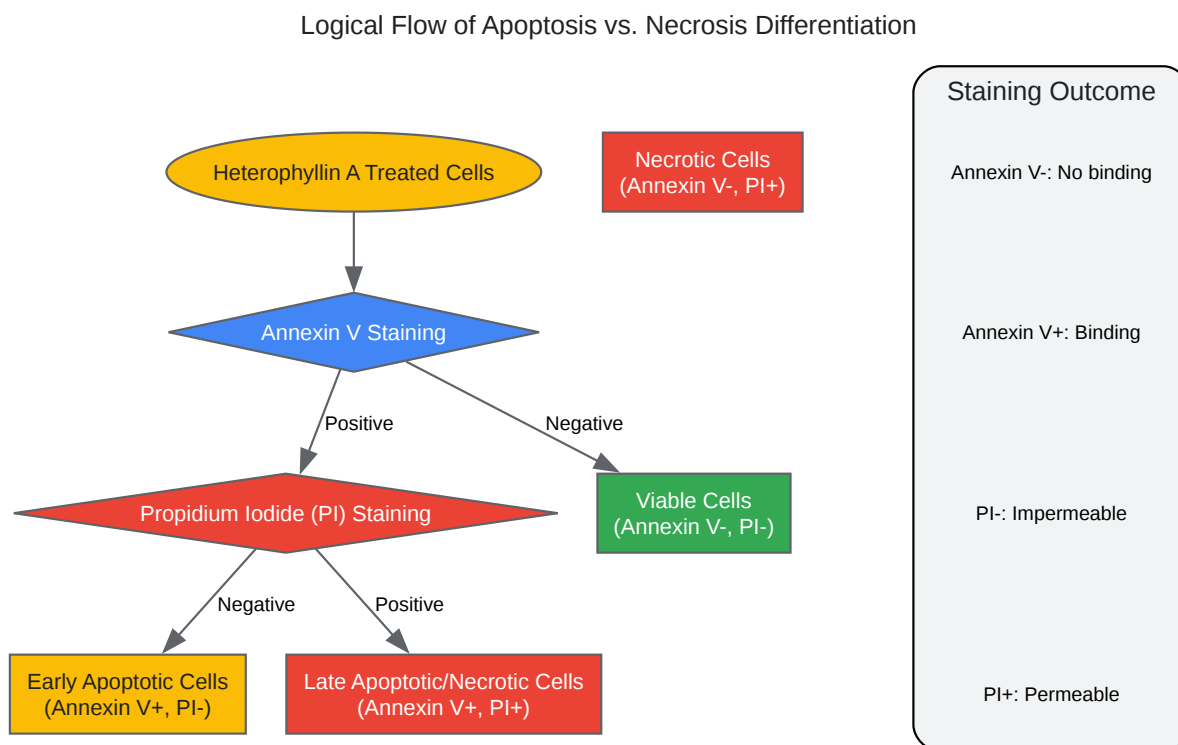 Logical Flow of Apoptosis vs. Necrosis Differentiation
Heterophyllin A Treated Cells
Necrotic Cells
(Annexin V-, PI+)
Annexin V Staining
Positive
Negative
Propidium Iodide (PI) Staining
Viable Cells
(Annexin V-, PI-)
Negative
Positive
Early Apoptotic Cells
(Annexin V+, PI-)
Late Apoptotic/Necrotic Cells
(Annexin V+, PI+)
Staining Outcome
Annexin V-: No binding
Annexin V+: Binding
PI-: Impermeable
PI+: Permeable